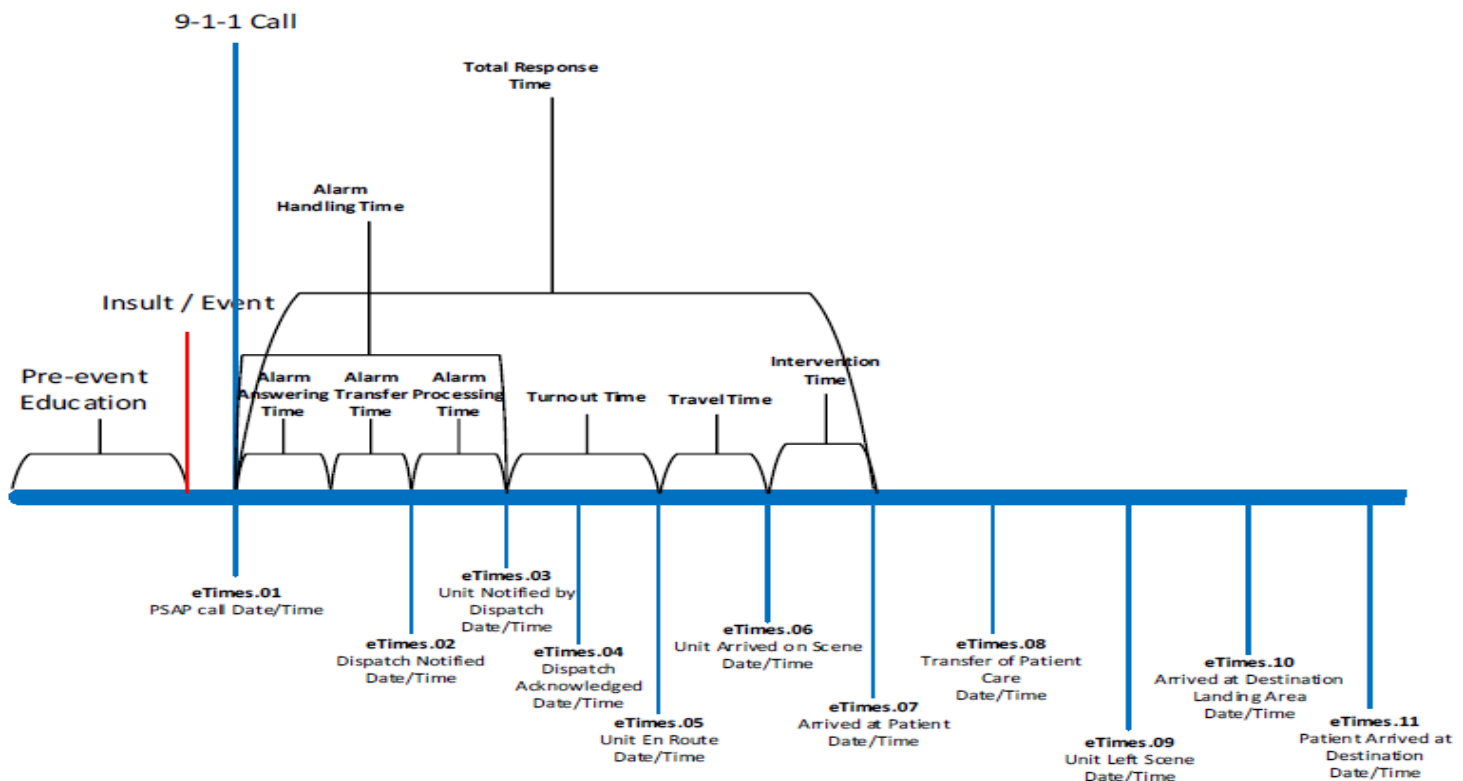 9-1-1 Call
Total Response
Time
Alarm
Handling Time
Insult / Event
Pre-event
Education
Alarm
Answering
Time
Alarm
Transfer
Time
Alarm
Processing
Time
Turnout Time
Travel Time
Intervention
Time
eTimes.01
PSAP call Date/Time
eTimes.02
Dispatch Notified
Date/Time
eTimes.03
Unit Notified by
Dispatch
Date/Time
eTimes.04
Dispatch
Acknowledged
Date/Time
eTimes.05
Unit En Route
Date/Time
eTimes.06
Unit Arrived on Scene
Date/Time
eTimes.07
Arrived at Patient
Date/Time
eTimes.08
Transfer of Patient
Care
Date/Time
eTimes.09
Unit Left Scene
Date/Time
eTimes.10
Arrived at Destination
Landing Area
Date/Time
eTimes.11
Patient Arrived at
Destination
Date/Time